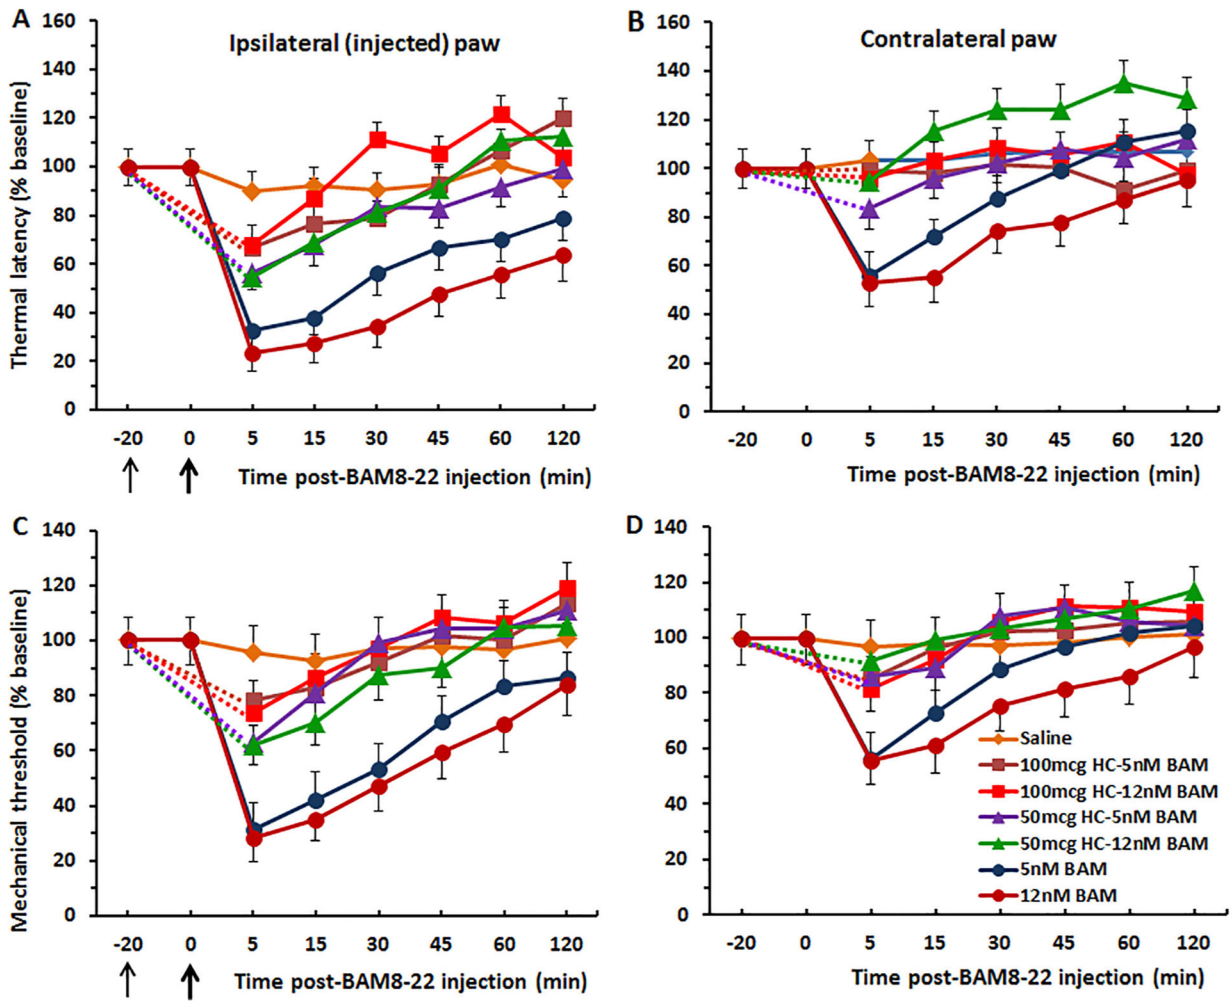 A
Ipsilateral (injected) paw
Thermal latency (% baseline)
160
140
120
100
80
60
40
20
0
-20 0 5 15 30 45 60 120
Time post-BAM8-22 injection (min)
B
Contralateral paw
160
140
120
100
80
60
40
20
0
-20 0 5 15 30 45 60 120
Time post-BAM8-22 injection (min)
C
Mechanical threshold (% baseline)
140
120
100
80
60
40
20
0
-20 0 5 15 30 45 60 120
Time post-BAM8-22 injection (min)
D
140
120
100
80
60
40
20
0
Saline
100mcg HC-5nM BAM
100mcg HC-12nM BAM
50mcg HC-5nM BAM
50mcg HC-12nM BAM
5nM BAM
12nM BAM
-20 0 5 15 30 45 60 120
Time post-BAM8-22 injection (min)